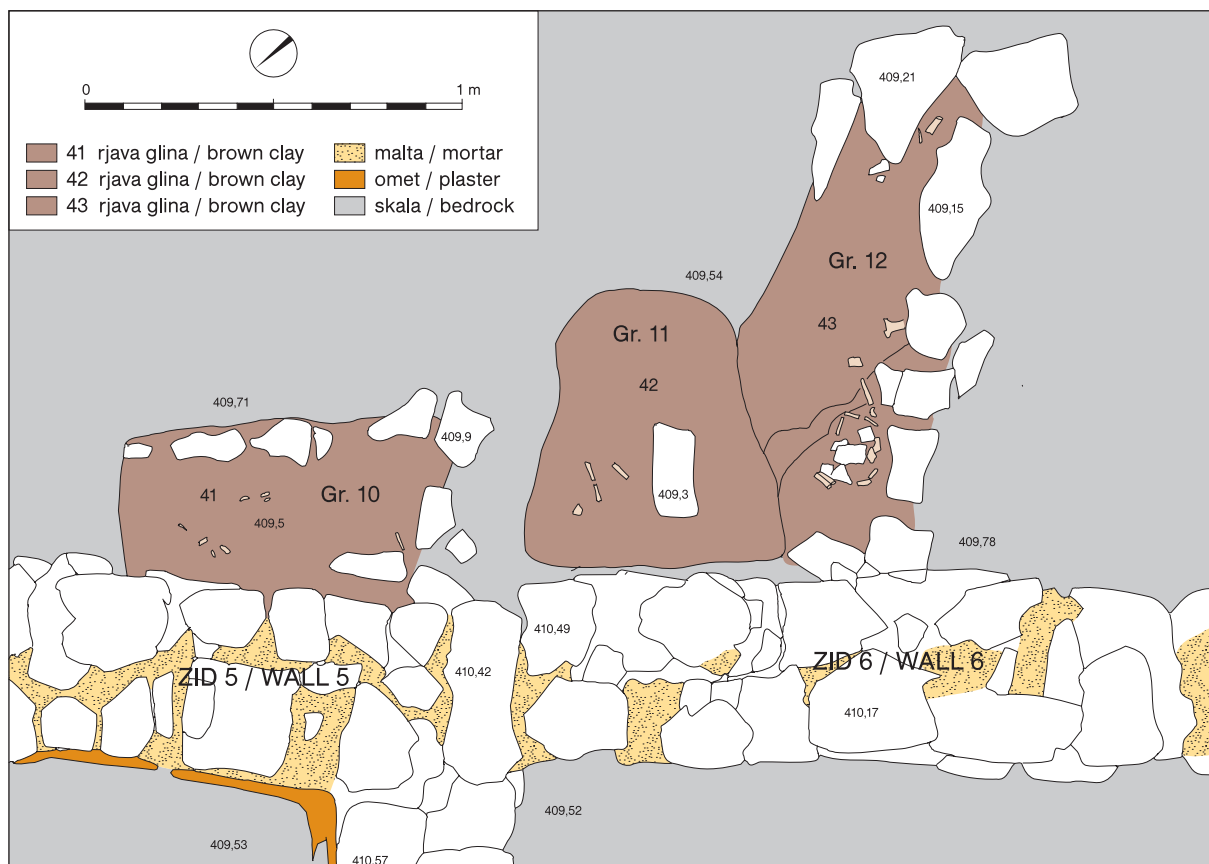 0
1 m
41 rjava glina / brown clay
42 rjava glina / brown clay
43 rjava glina / brown clay
malta / mortar
omet / plaster
skala / bedrock
409,21
409,15
Gr. 12
409,54
43
Gr. 11
42
409,71
409,9
41
Gr. 10
409,3
409,5
409,78
410,49
ZID 5 / WALL 5
410,42
ZID 6 / WALL 6
410,17
409,52
409,53
410,57